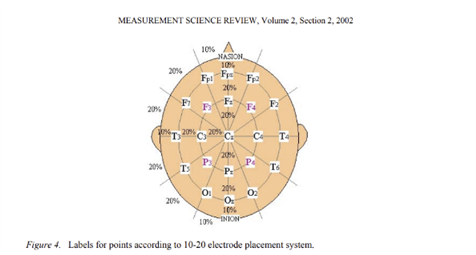 MEASUREMENT SCIENCE REVIEW, Volume 2, Section 2, 2002
10%
NASION
10%
20%
Fp1 Fpz Fp2
20%
F7 F3 Fz F4 F2
20%
20%
10% 20% 20%
T3 C3 Cz C4 T4
20%
20%
P3 P4
T5 Pz T6
20%
20%
O1 O2
Oz
10%
INION
10%
Figure 4. Labels for points according to 10-20 electrode placement system.